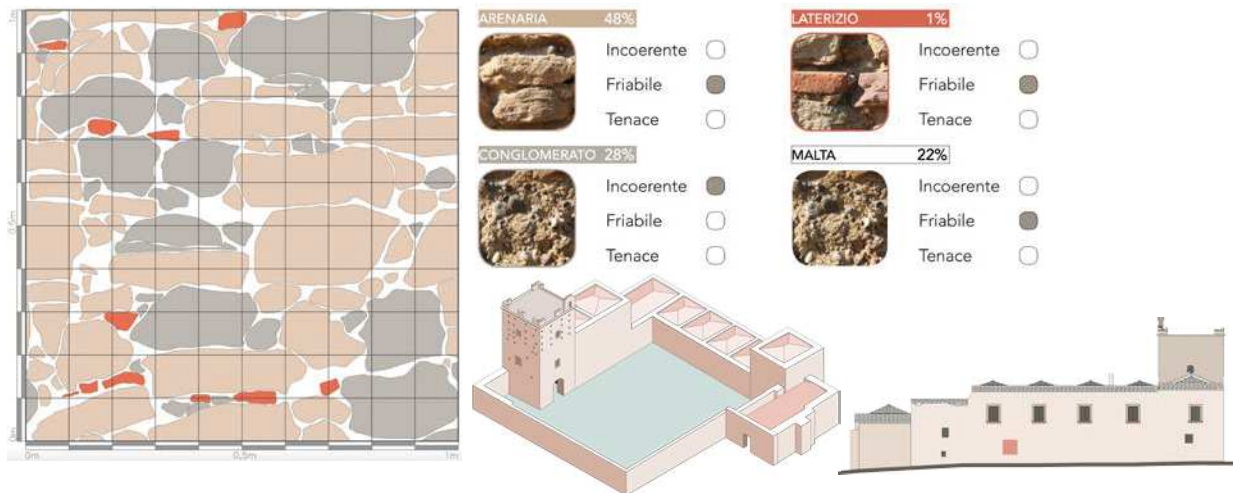 1m
0,5m
0m
0m
0,5m
1m
ARENARIA 48%
Incoerente
Friabile
Tenace
LATERIZIO 1%
Incoerente
Friabile
Tenace
CONGLOMERATO 28%
Incoerente
Friabile
Tenace
MALTA 22%
Incoerente
Friabile
Tenace